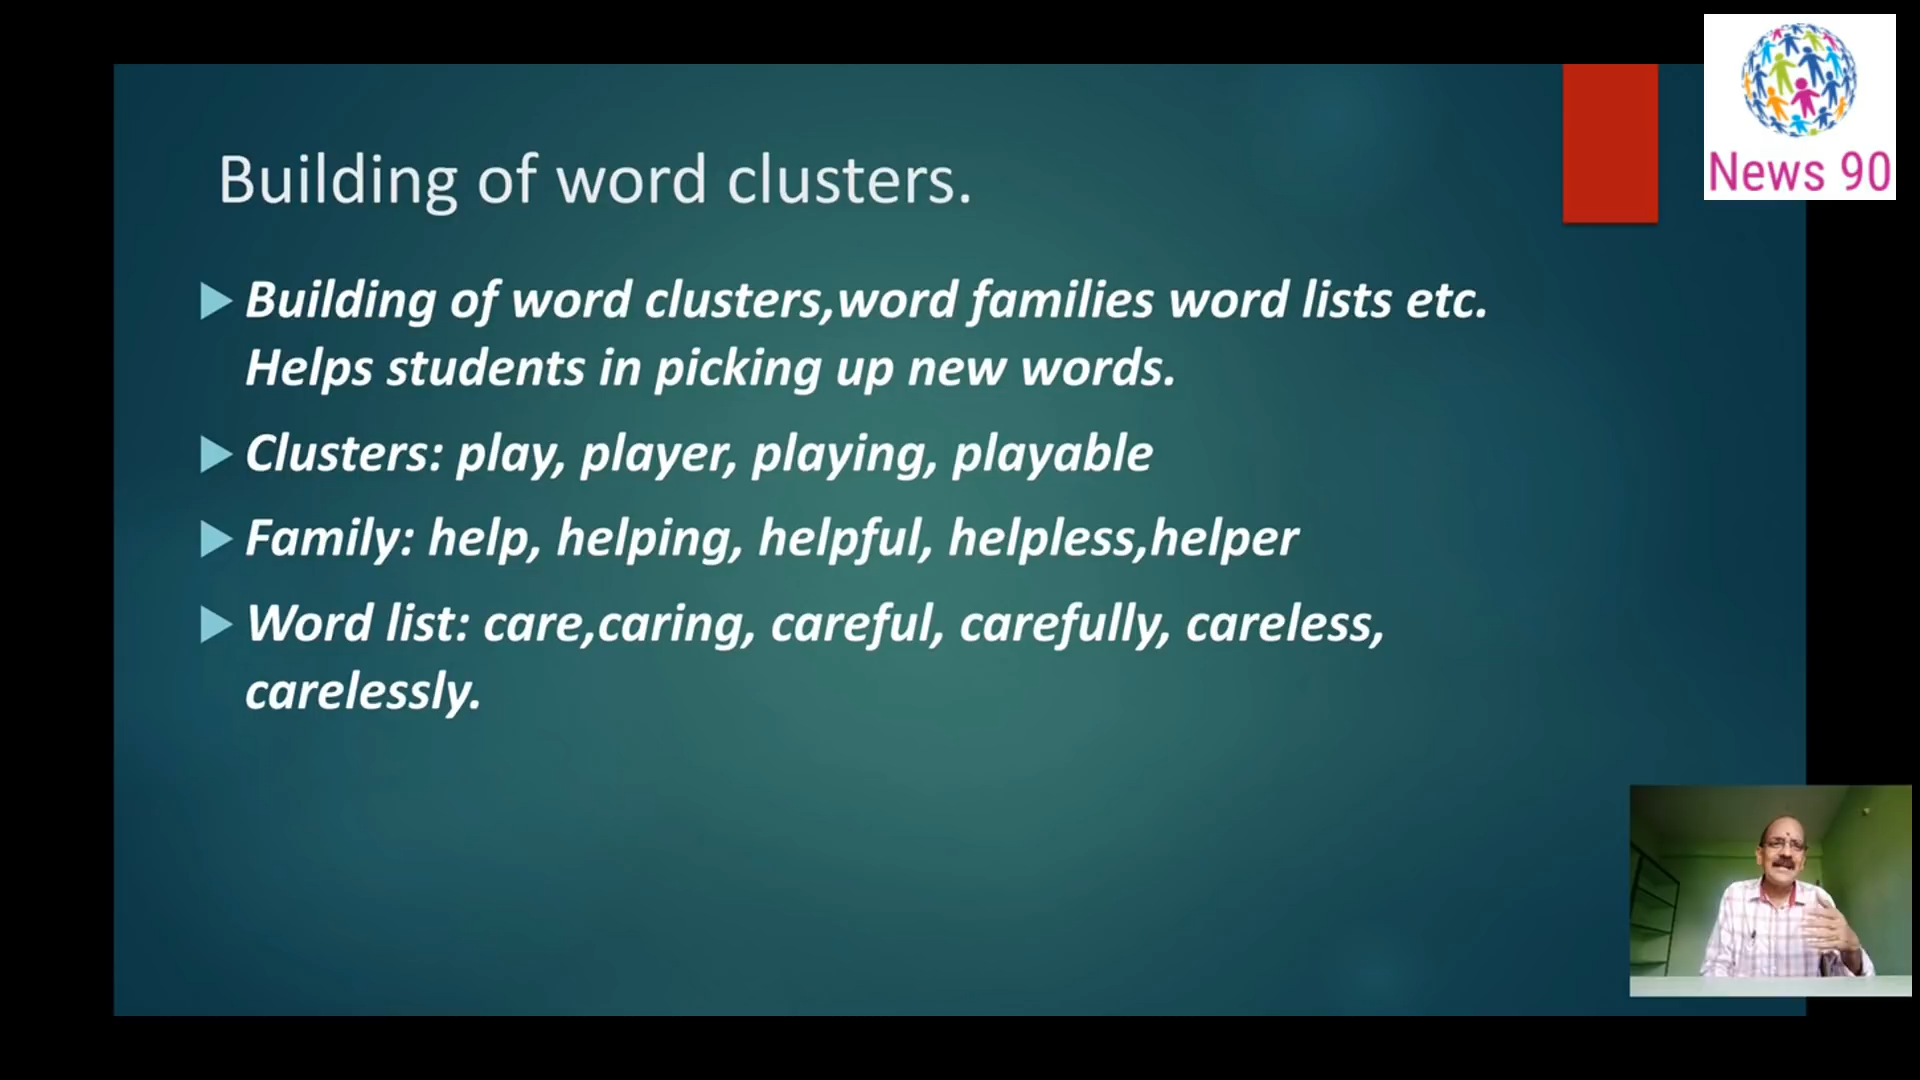 News 90
Building of word clusters.
Building of word clusters,word families word lists etc.
Helps students in picking up new words.
Clusters: play, player, playing, playable
Family: help, helping, helpful, helpless,helper
Word list: care,caring, careful, carefully, careless,
carelessly.